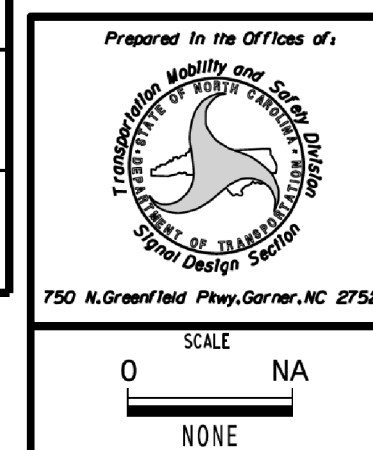 Prepared in the Offices of:
Transportation Mobility and Safety Division
STATE OF NORTH CAROLINA
DEPARTMENT OF TRANSPORTATION
Signal Design Section
750 N.Greenfield Pkwy,Garner,NC 2752
SCALE
0 NA
NONE